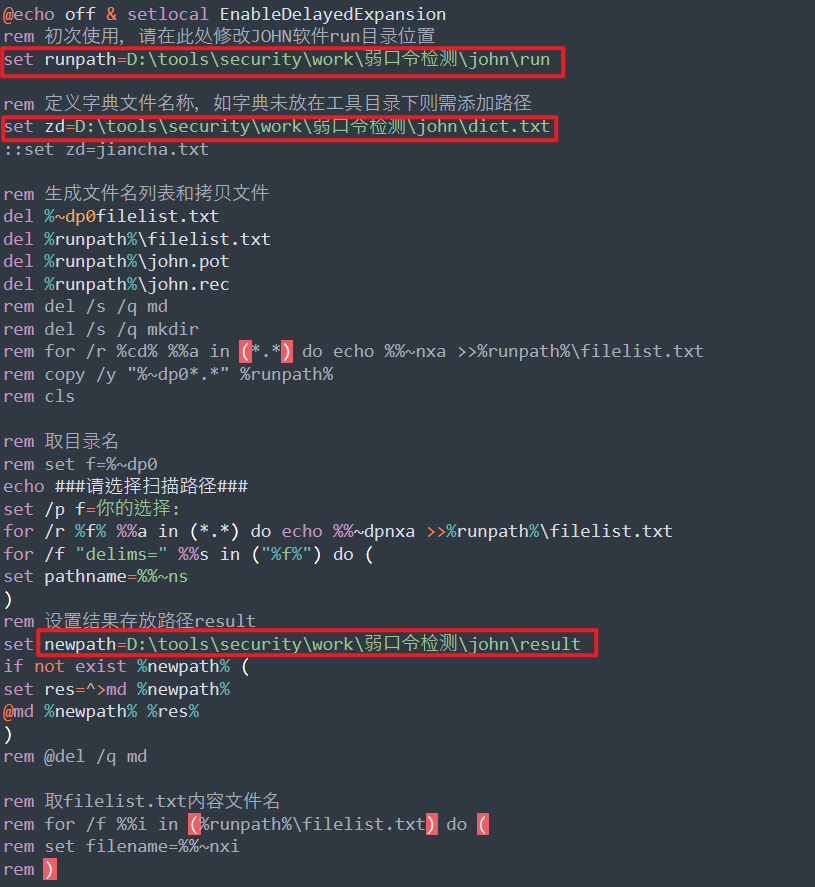 @echo off & setlocal EnableDelayedExpansion
rem 初次使用, 请在此处修改JOHN软件run目录位置
set runpath=D:\tools\security\work\弱口令检测\john\run
rem 定义字典文件名称, 如字典未放在工具目录下则需添加路径
set zd=D:\tools\security\work\弱口令检测\john\dict.txt
::set zd=jiancha.txt
rem 生成文件名列表和拷贝文件
del %~dp0filelist.txt
del %runpath%\filelist.txt
del %runpath%\john.pot
del %runpath%\john.rec
rem del /s /q md
rem del /s /q mkdir
rem for /r %cd% %%a in (*.*) do echo %%~nxa >>%runpath%\filelist.txt
rem copy /y "%~dp0*.*" %runpath%
rem cls
rem 取目录名
rem set f=%~dp0
echo ###请选择扫描路径###
set /p f=你的选择:
for /r %f% %%a in (*.*) do echo %%~dpnxa >>%runpath%\filelist.txt
for /f "delims=" %%s in ("%f%") do (
set pathname=%%~ns
)
rem 设置结果存放路径result
set newpath=D:\tools\security\work\弱口令检测\john\result
if not exist %newpath% (
set res=^>md %newpath%
@md %newpath% %res%
)
rem @del /q md
rem 取filelist.txt内容文件名
rem for /f %%i in (%runpath%\filelist.txt) do (
rem set filename=%%~nxi
rem )